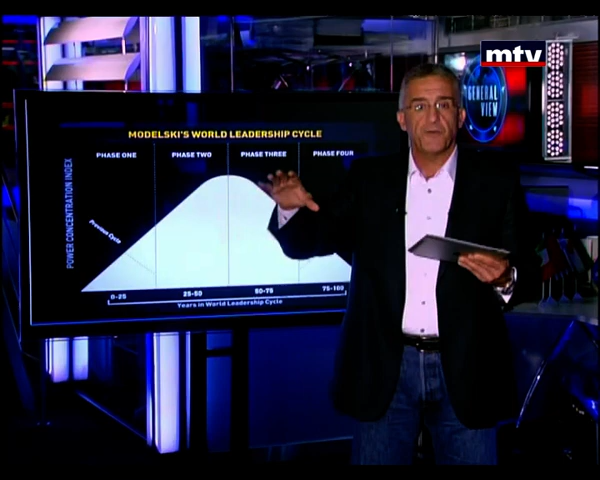 mtv
GENERAL
VIEW
MODELSKI'S WORLD LEADERSHIP CYCLE
PHASE ONE
PHASE TWO
PHASE THREE
PHASE FOUR
POWER CONCENTRATION INDEX
Previous Cycle
0-25
25-50
50-75
75-100
Years in World Leadership Cycle